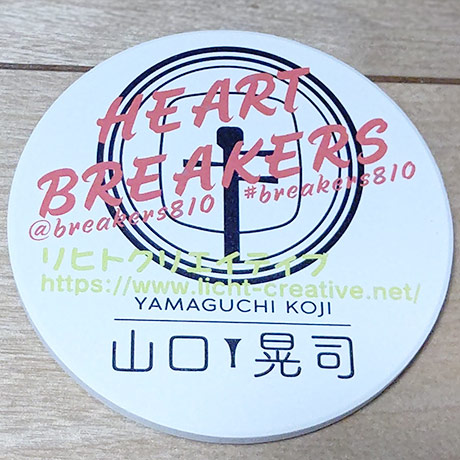 HEART
BREAKERS
@breakers810 #breakers810
リヒトクリエイティブ
https://www.licht-creative.net/
YAMAGUCHI KOJI
山口晃司